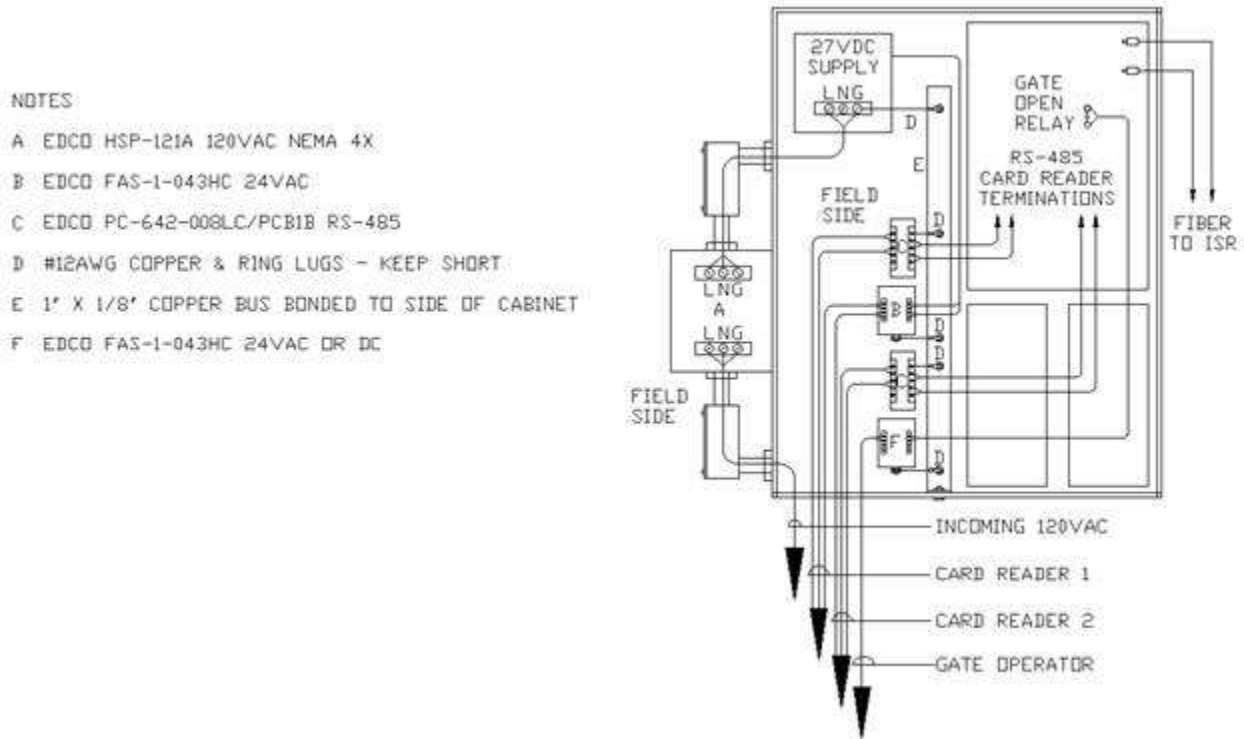 NOTES
A EDCO HSP-121A 120VAC NEMA 4X
B EDCO FAS-1-043HC 24VAC
C EDCO PC-642-008LC/PCB1B RS-485
D #12AWG COPPER & RING LUGS - KEEP SHORT
E 1" X 1/8" COPPER BUS BONDED TO SIDE OF CABINET
F EDCO FAS-1-043HC 24VAC OR DC
27VDC
SUPPLY
LNG
D
E
GATE
OPEN
RELAY
RS-485
CARD READER
TERMINATIONS
FIBER
TO ISR
FIELD
SIDE
D
C
B
D
D
C
F
D
LNG
A
LNG
FIELD
SIDE
INCOMING 120VAC
CARD READER 1
CARD READER 2
GATE OPERATOR